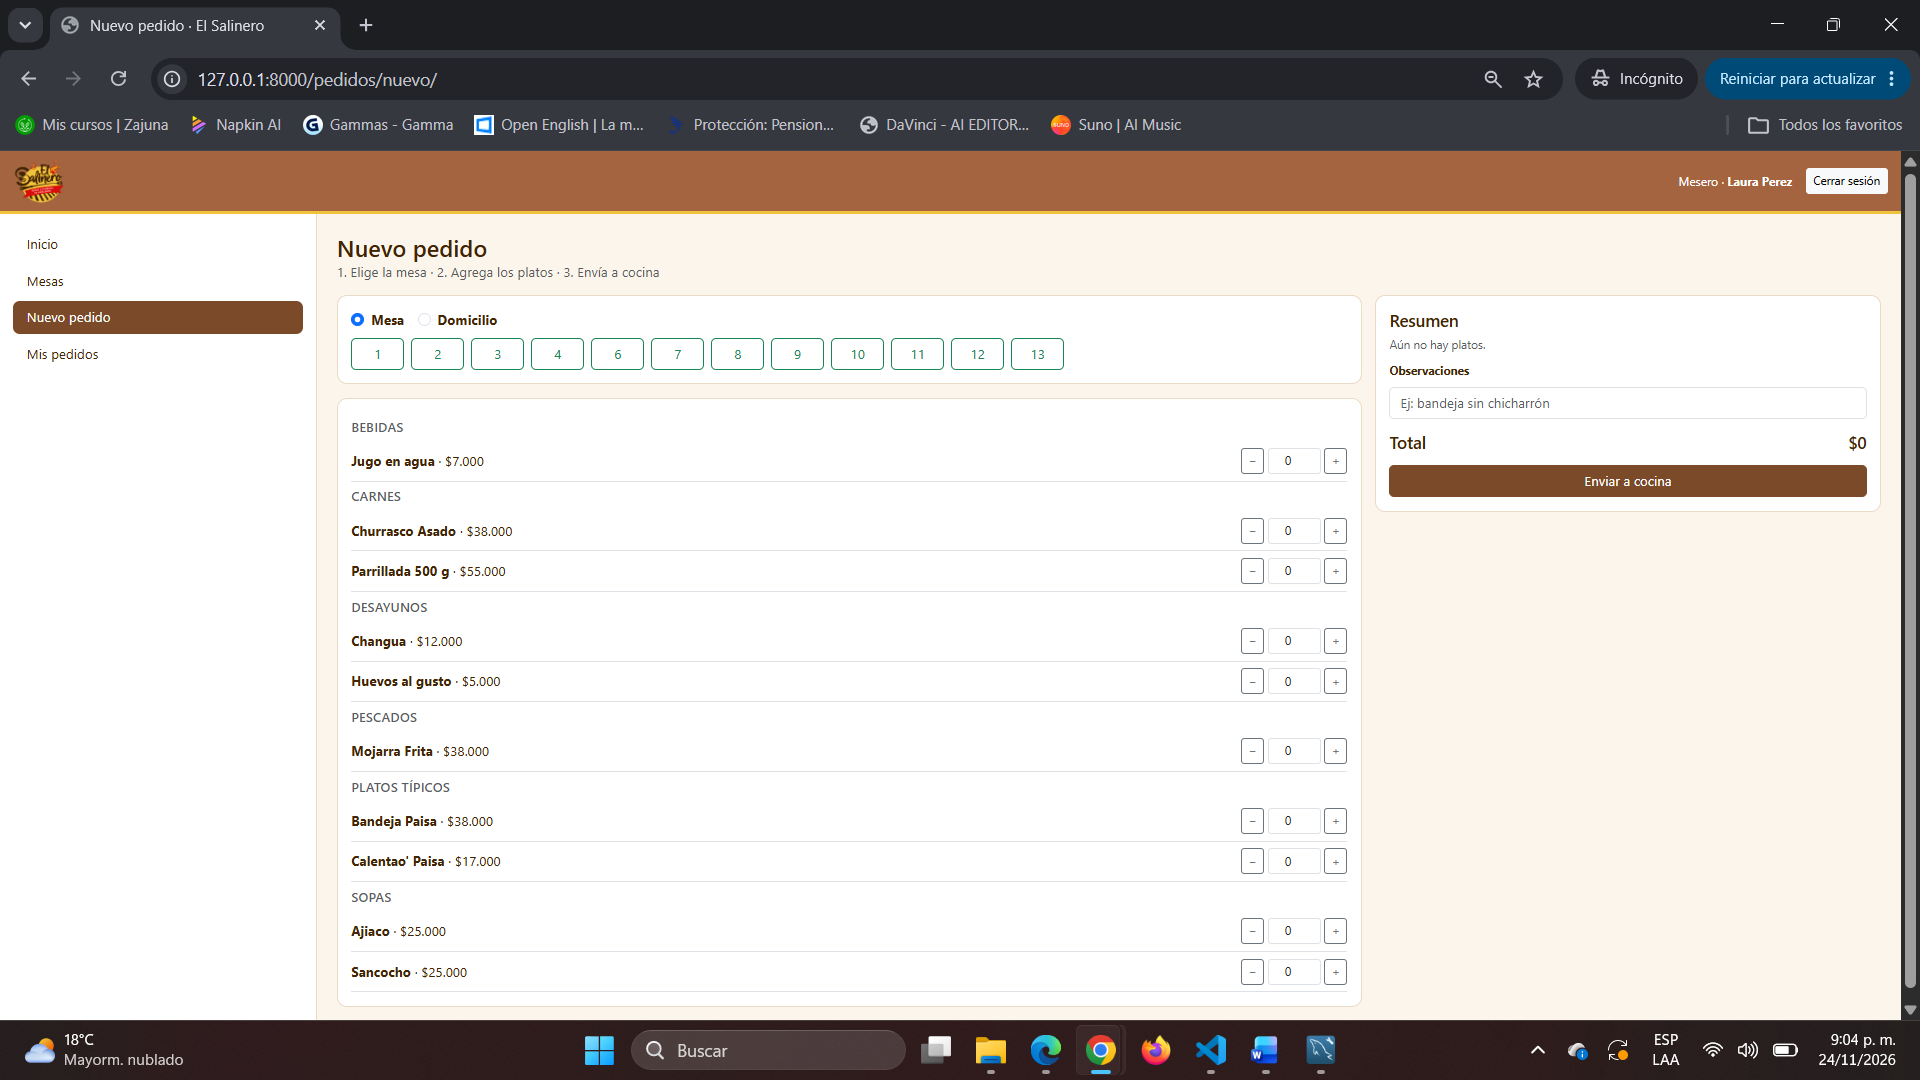 Nuevo pedido · El Salinero
127.0.0.1:8000/pedidos/nuevo/
Incógnito
Reiniciar para actualizar
Mis cursos | Zajuna
Napkin AI
Gammas - Gamma
Open English | La m...
Protección: Pension...
DaVinci - AI EDITOR...
Suno | AI Music
Todos los favoritos
El Salinero
Mesero · Laura Perez
Cerrar sesión
Inicio
Mesas
Nuevo pedido
Mis pedidos
Nuevo pedido
1. Elige la mesa · 2. Agrega los platos · 3. Envía a cocina
Mesa Domicilio
1 2 3 4 6 7 8 9 10 11 12 13
BEBIDAS
Jugo en agua · $7.000 − 0 +
CARNES
Churrasco Asado · $38.000 − 0 +
Parrillada 500 g · $55.000 − 0 +
DESAYUNOS
Changua · $12.000 − 0 +
Huevos al gusto · $5.000 − 0 +
PESCADOS
Mojarra Frita · $38.000 − 0 +
PLATOS TÍPICOS
Bandeja Paisa · $38.000 − 0 +
Calentao' Paisa · $17.000 − 0 +
SOPAS
Ajiaco · $25.000 − 0 +
Sancocho · $25.000 − 0 +
Resumen
Aún no hay platos.
Observaciones
Ej: bandeja sin chicharrón
Total $0
Enviar a cocina
18°C
Mayorm. nublado
Buscar
ESP
LAA
9:04 p. m.
24/11/2026